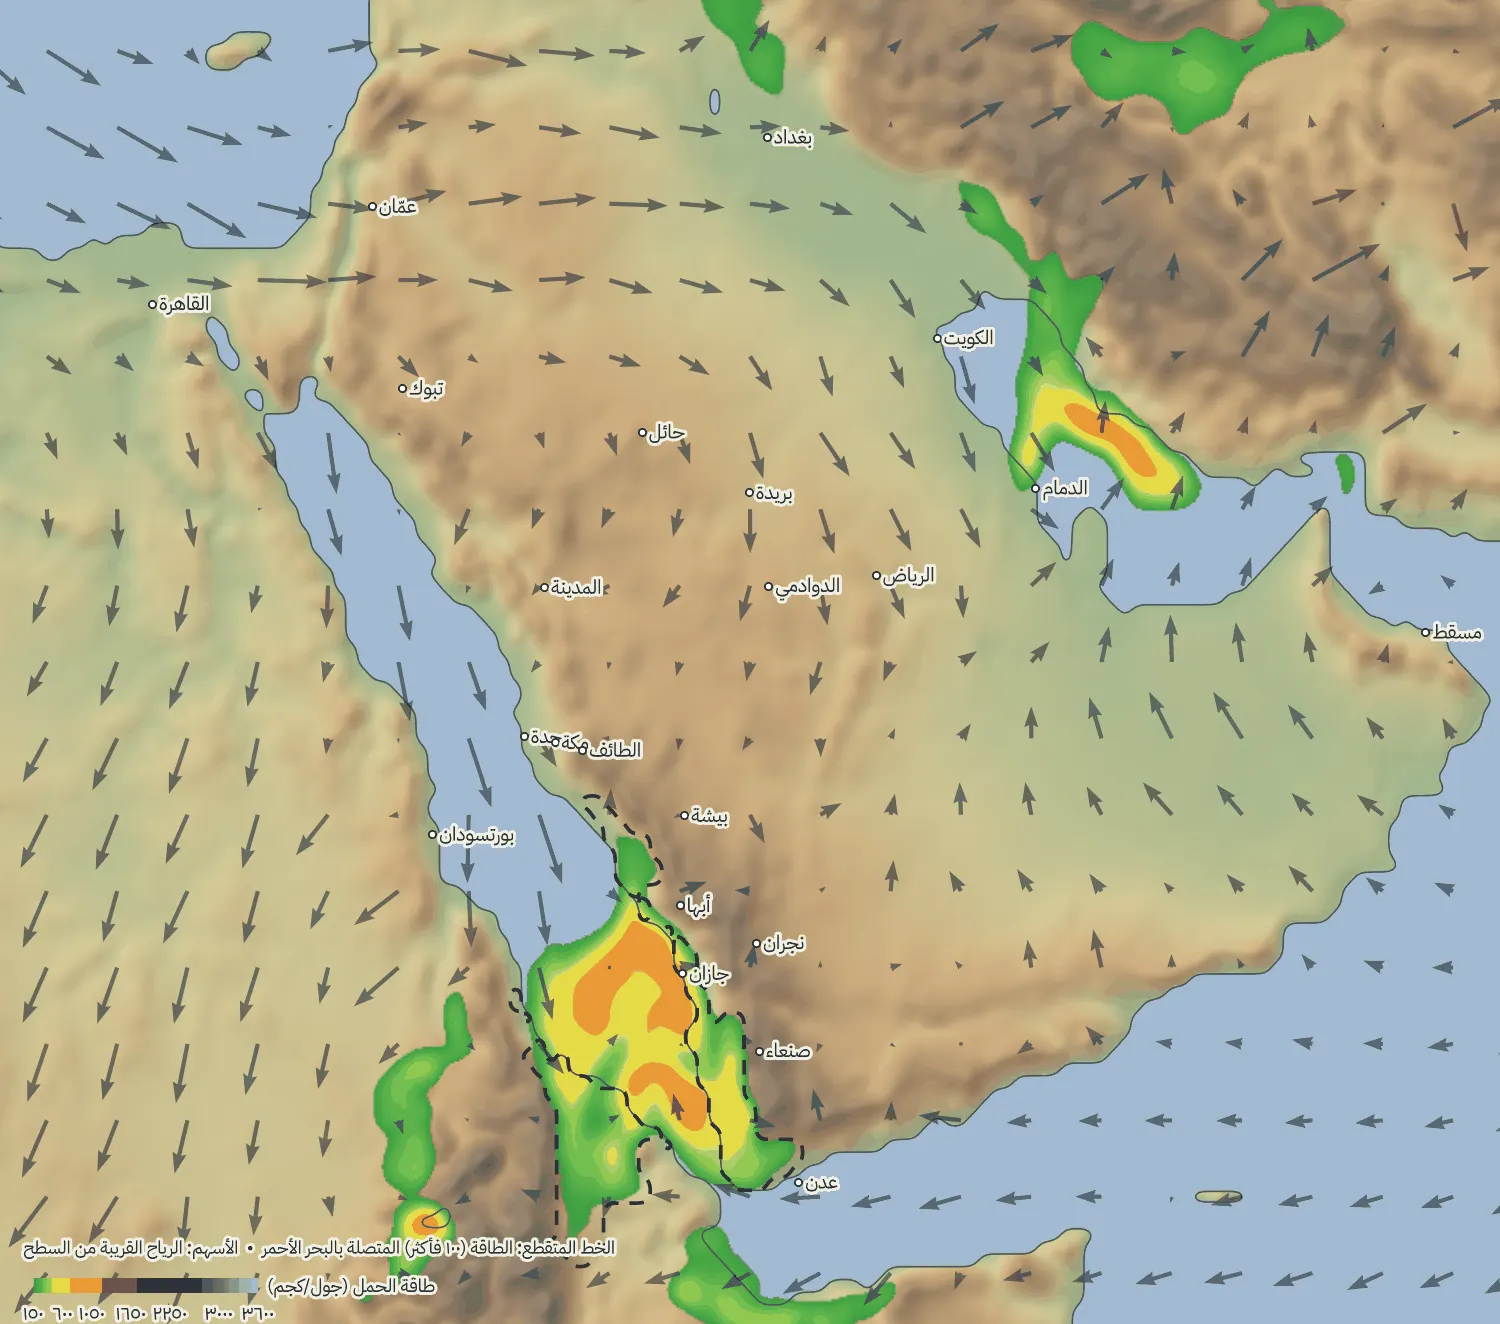 بغداد
عمّان
القاهرة
الكويت
تبوك
حائل
الدمام
بريدة
الرياض
الدوادمي
المدينة
مسقط
جدة
مكة
الطائف
بيشة
بورتسودان
أبها
نجران
جازان
صنعاء
عدن
الخط المتقطع: الطاقة (١٠٠ فأكثر) المتصلة بالبحر الأحمر • الأسهم: الرياح القريبة من السطح
طاقة الحمل (جول/كجم)
١٥٠ ٦٠٠ ١٠٥٠ ١٦٥٠ ٢٢٥٠ ٣٠٠٠ ٣٦٠٠